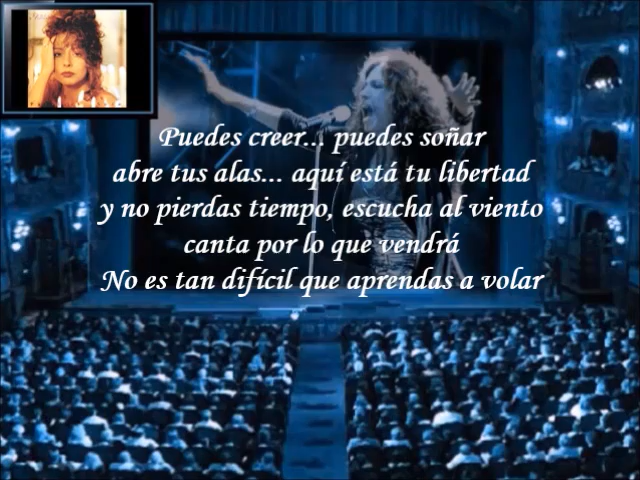 Puedes creer... puedes soñar
abre tus alas... aquí está tu libertad
y no pierdas tiempo, escucha al viento
canta por lo que vendrá
No es tan difícil que aprendas a volar